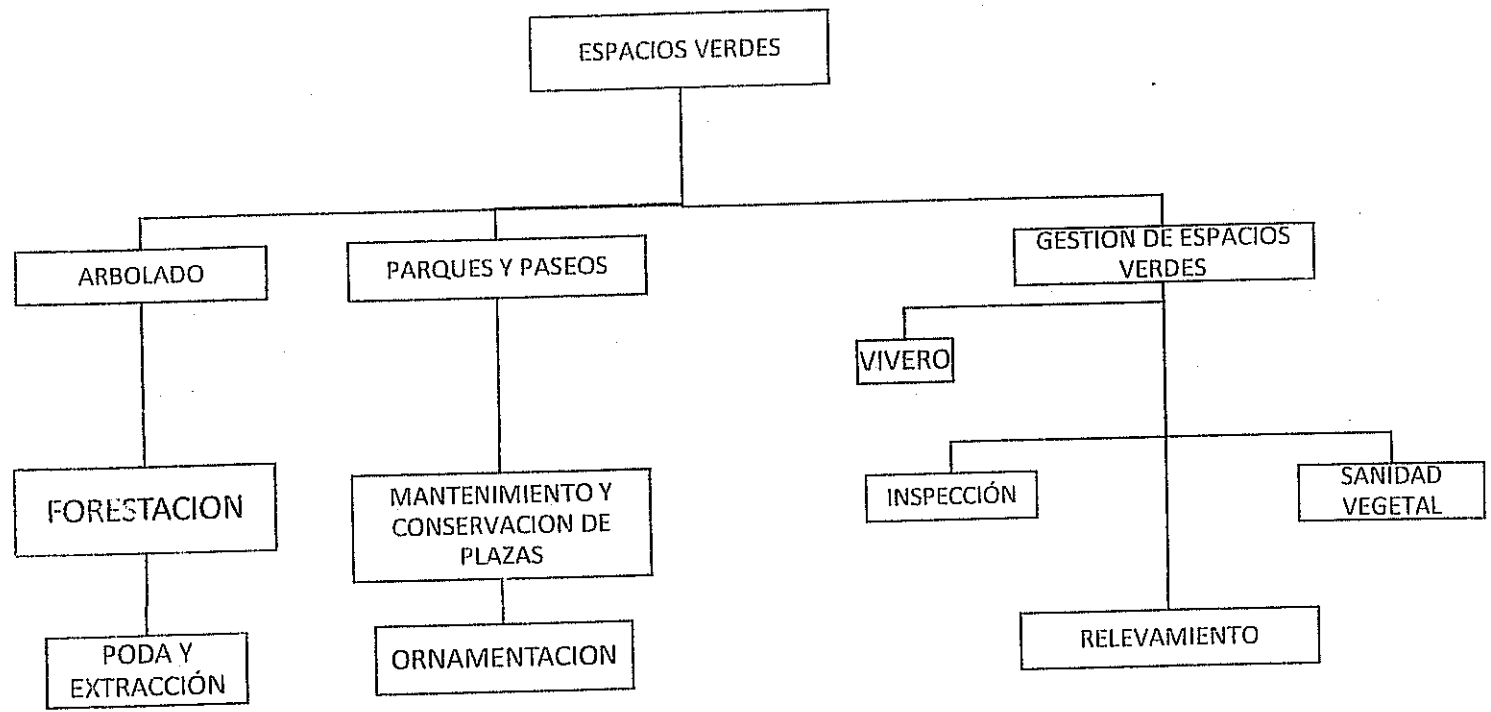 ESPACIOS VERDES
ARBOLADO
PARQUES Y PASEOS
GESTION DE ESPACIOS
VERDES
VIVERO
FORESTACION
MANTENIMIENTO Y
CONSERVACION DE
PLAZAS
INSPECCIÓN
SANIDAD
VEGETAL
PODA Y
EXTRACCIÓN
ORNAMENTACION
RELEVAMIENTO